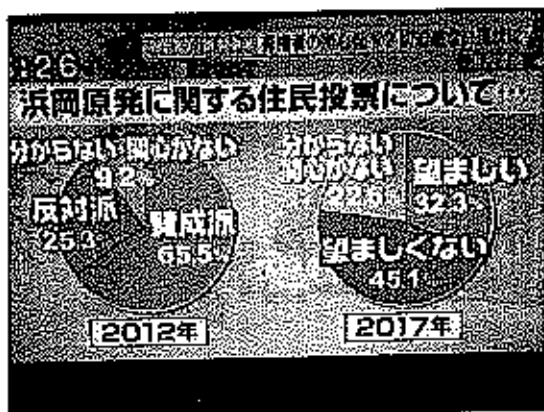 :26
浜岡原発に関する住民投票について
分からない・関心がない
9.2%
反対派
25.3%
賛成派
65.5%
2012年
分からない
関心がない
22.6%
望ましい
32.3%
望ましくない
45.1%
2017年